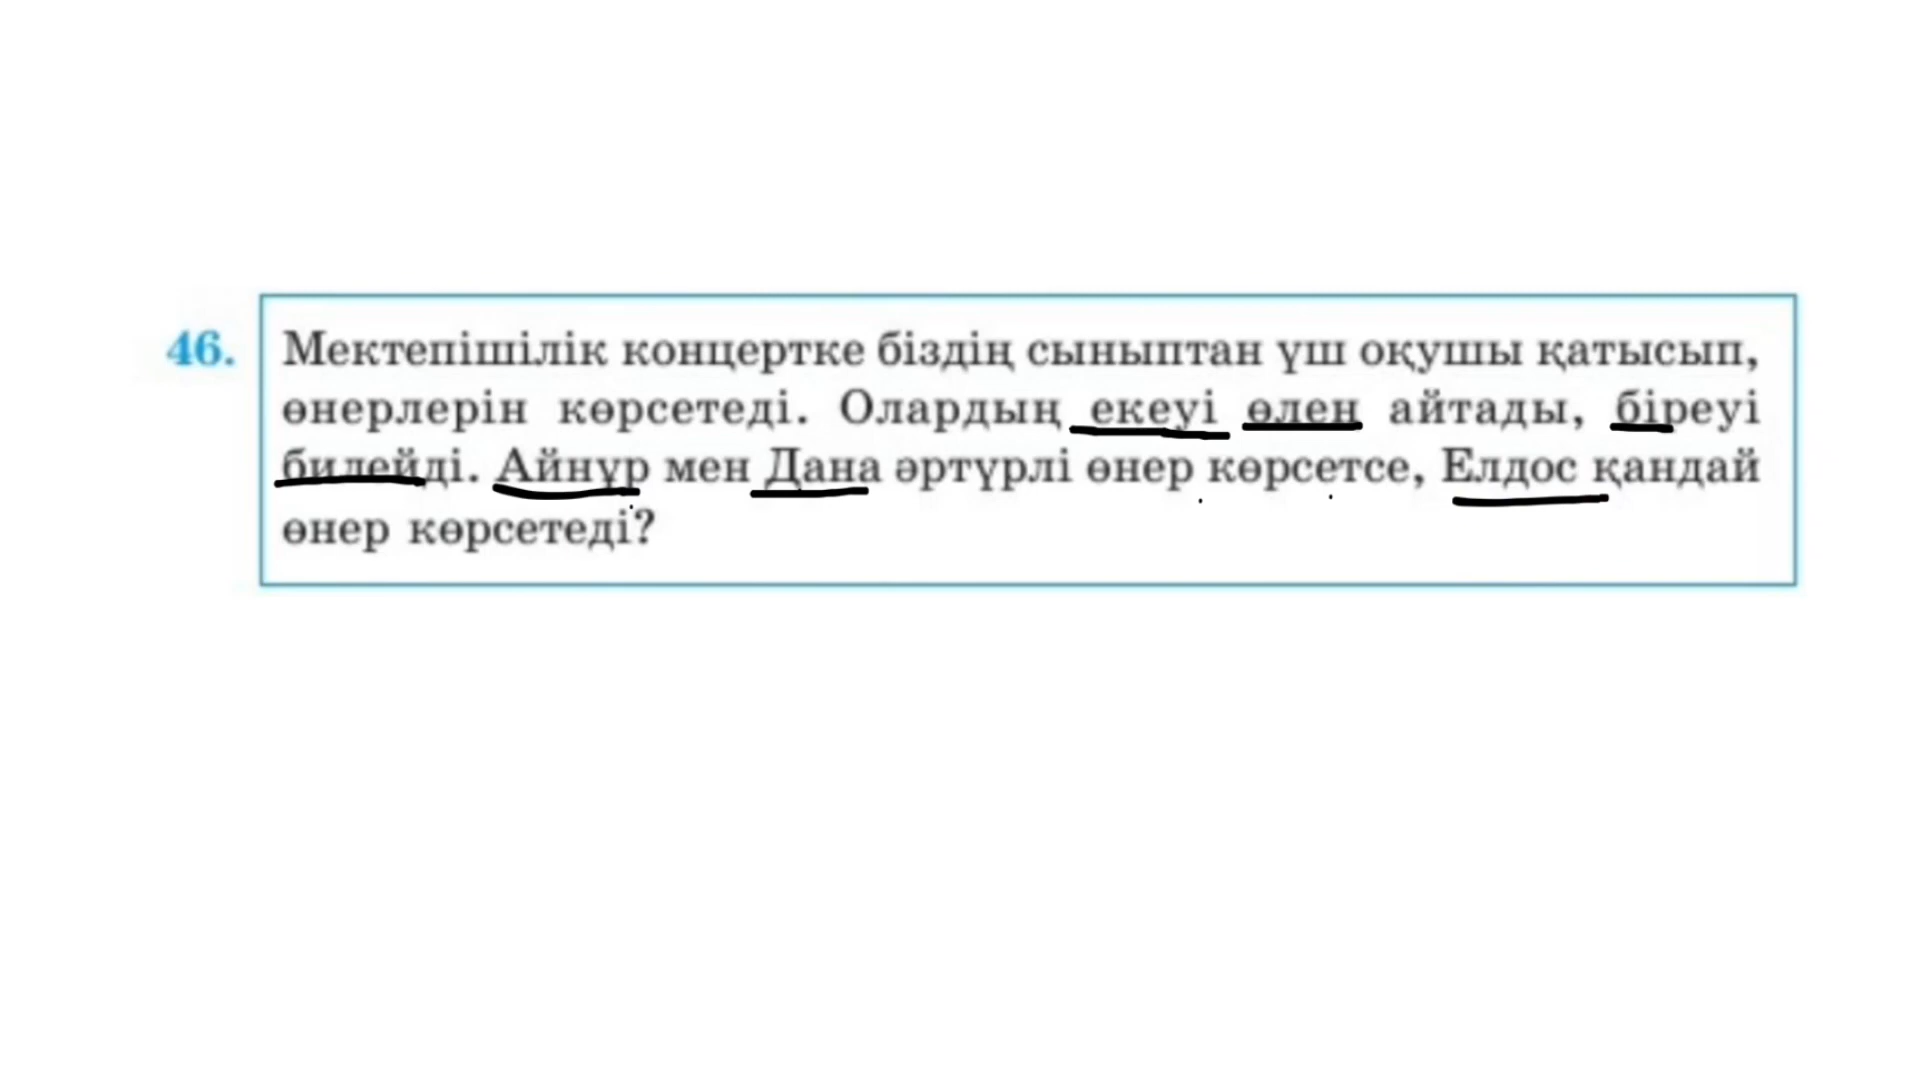 46. Мектепішілік концертке біздің сыныптан үш оқушы қатысып,
өнерлерін көрсетеді. Олардың екеуі өлең айтады, біреуі
билейді. Айнұр мен Дана әртүрлі өнер көрсетсе, Елдос қандай
өнер көрсетеді?